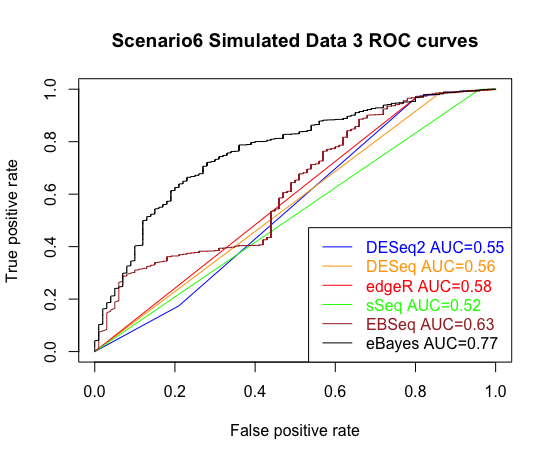 Scenario6 Simulated Data 3 ROC curves
True positive rate
1.0
0.8
0.6
0.4
0.2
0.0
DESeq2 AUC=0.55
DESeq AUC=0.56
edgeR AUC=0.58
sSeq AUC=0.52
EBSeq AUC=0.63
eBayes AUC=0.77
0.0 0.2 0.4 0.6 0.8 1.0
False positive rate